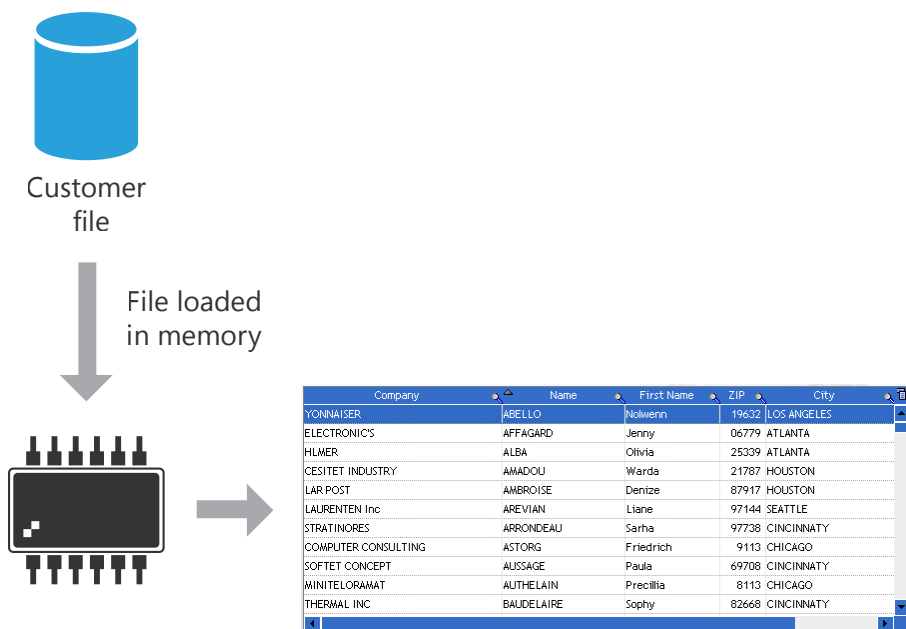 Customer
file
File loaded
in memory
Company Name First Name ZIP City
YONNAISER ABELLO Nolwenn 19632 LOS ANGELES
ELECTRONIC'S AFFAGARD Jenny 06779 ATLANTA
HLMER ALBA Olivia 25339 ATLANTA
CESITET INDUSTRY AMADOU Warda 21787 HOUSTON
LAR POST AMBROISE Denize 87917 HOUSTON
LAURENTEN Inc AREVIAN Liane 97144 SEATTLE
STRATINORES ARRONDEAU Sarha 97738 CINCINNATY
COMPUTER CONSULTING ASTORG Friedrich 9113 CHICAGO
SOFTET CONCEPT AUSSAGE Paula 69708 CINCINNATY
MINITELORAMAT AUTHELAIN Precillia 8113 CHICAGO
THERMAL INC BAUDELAIRE Sophy 82668 CINCINNATY